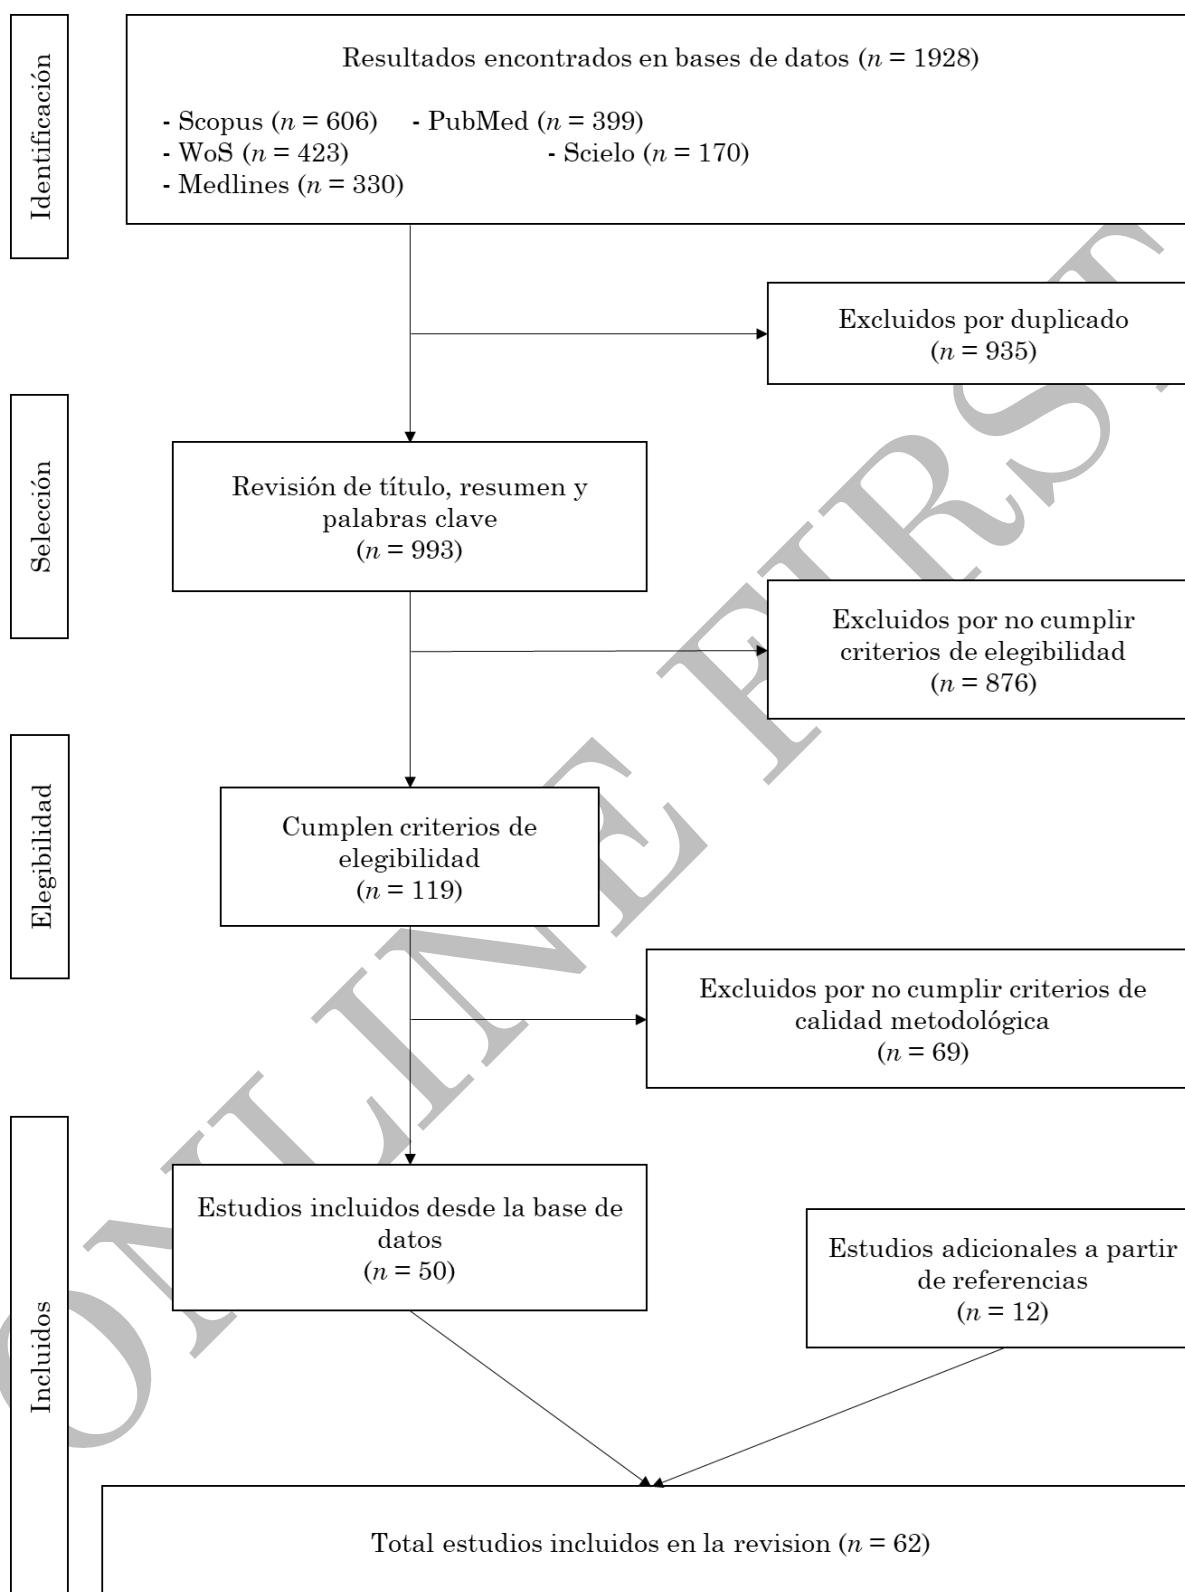 Identificación
Resultados encontrados en bases de datos (n = 1928)
- Scopus (n = 606) - PubMed (n = 399)
- WoS (n = 423) - Scielo (n = 170)
- Medlines (n = 330)
Excluidos por duplicado
(n = 935)
Selección
Revisión de título, resumen y
palabras clave
(n = 993)
Excluidos por no cumplir
criterios de elegibilidad
(n = 876)
Elegibilidad
Cumplen criterios de
elegibilidad
(n = 119)
Excluidos por no cumplir criterios de
calidad metodológica
(n = 69)
Incluidos
Estudios incluidos desde la base de
datos
(n = 50)
Estudios adicionales a partir
de referencias
(n = 12)
Total estudios incluidos en la revision (n = 62)
ONLINE FIRST